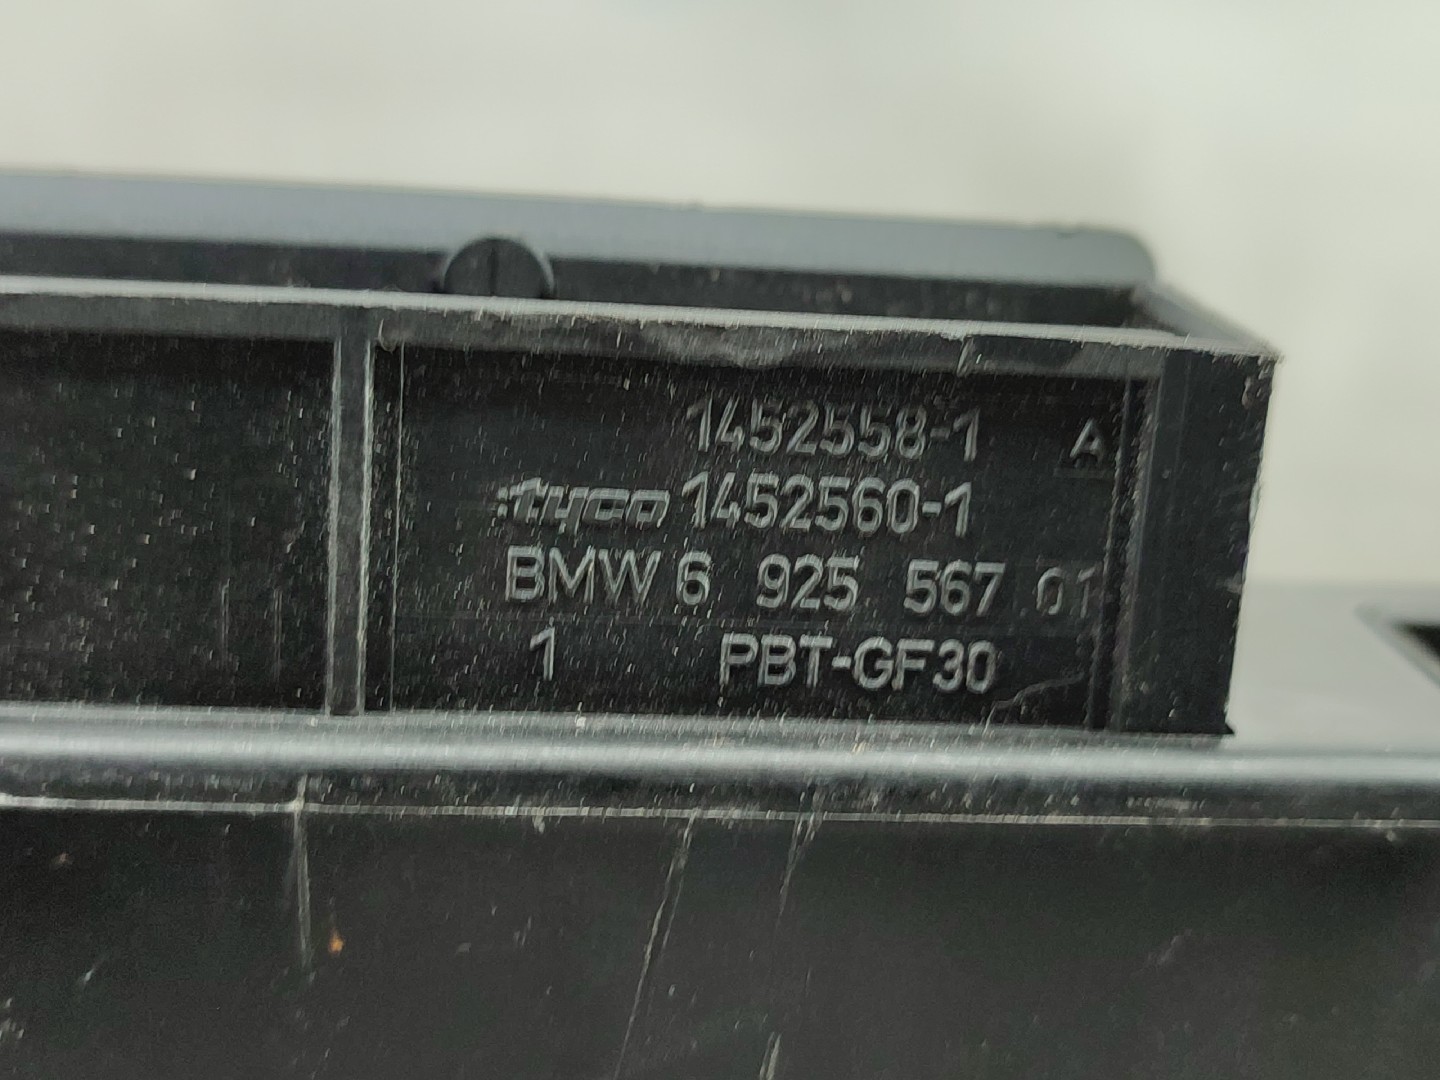 1452558-1 A
tyco 1452560-1
BMW 6 925 567 01
1 PBT-GF30